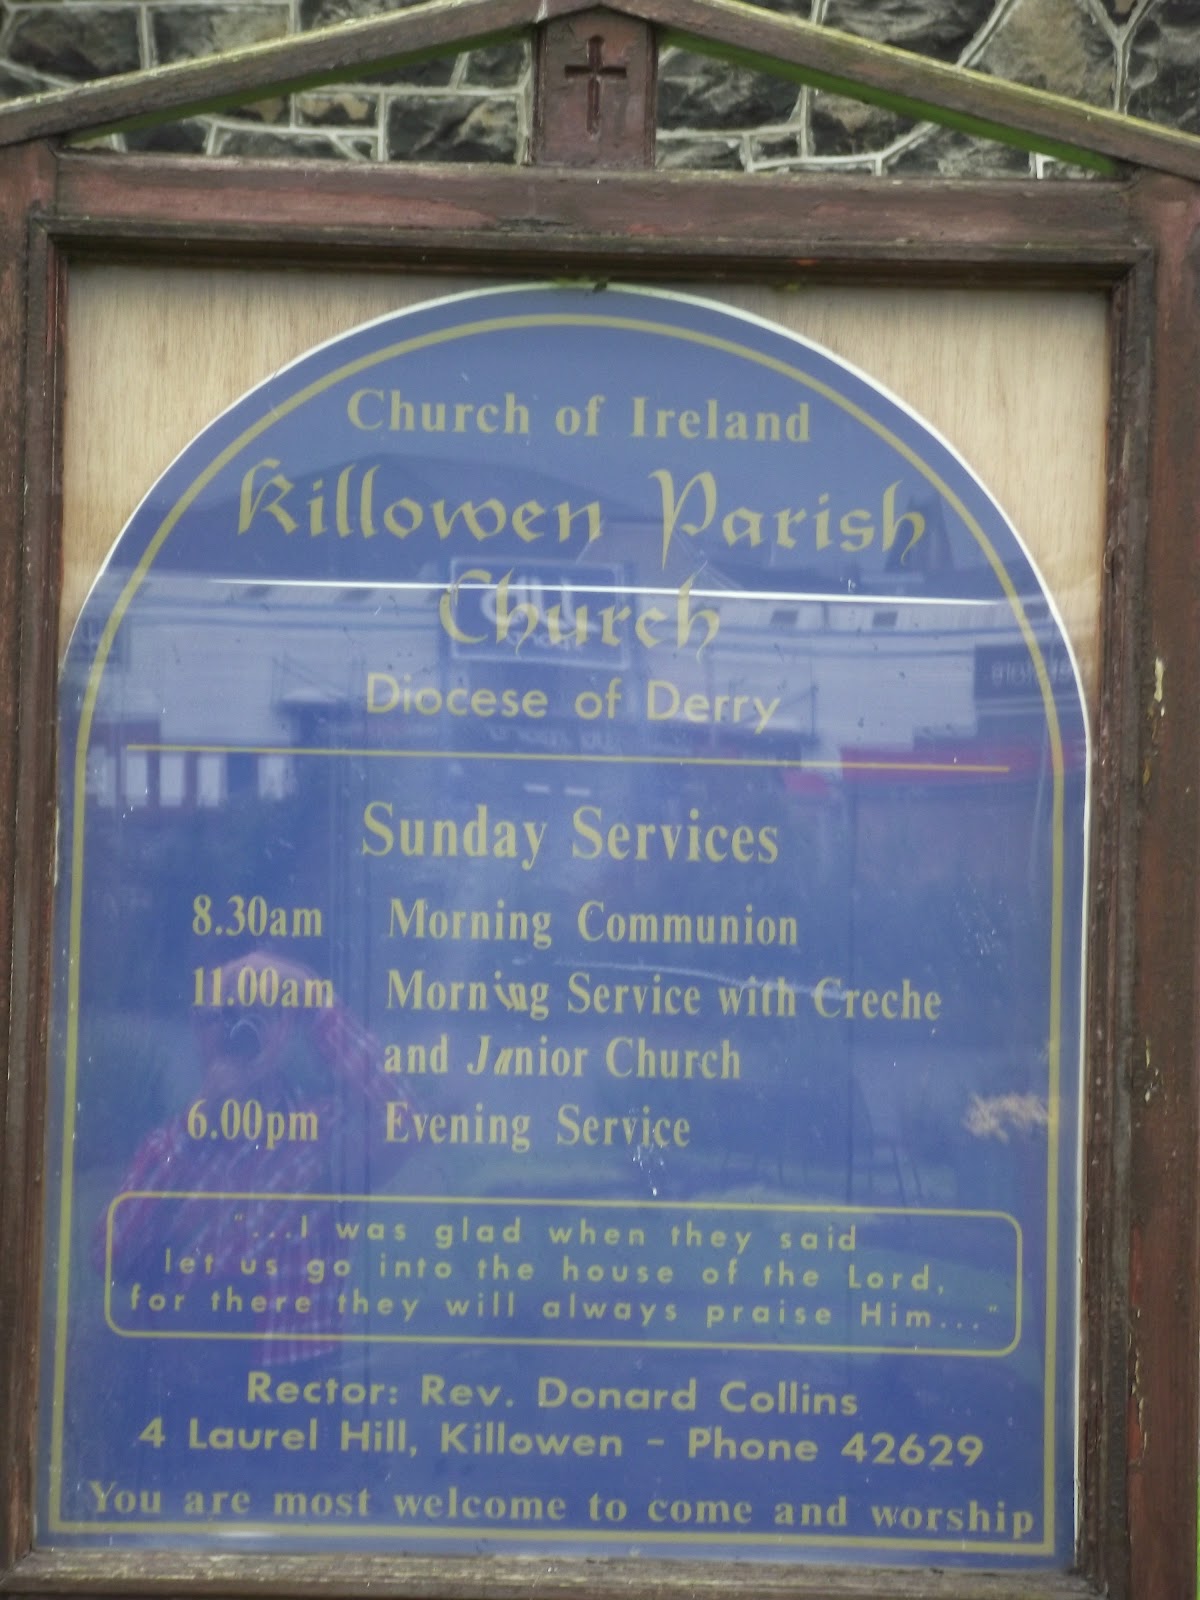 Church of Ireland
Killowen Parish
Church
Diocese of Derry
Sunday Services
8.30am Morning Communion
11.00am Morning Service with Creche
and Junior Church
6.00pm Evening Service
"...I was glad when they said
let us go into the house of the Lord,
for there they will always praise Him..."
Rector: Rev. Donard Collins
4 Laurel Hill, Killowen - Phone 42629
You are most welcome to come and worship